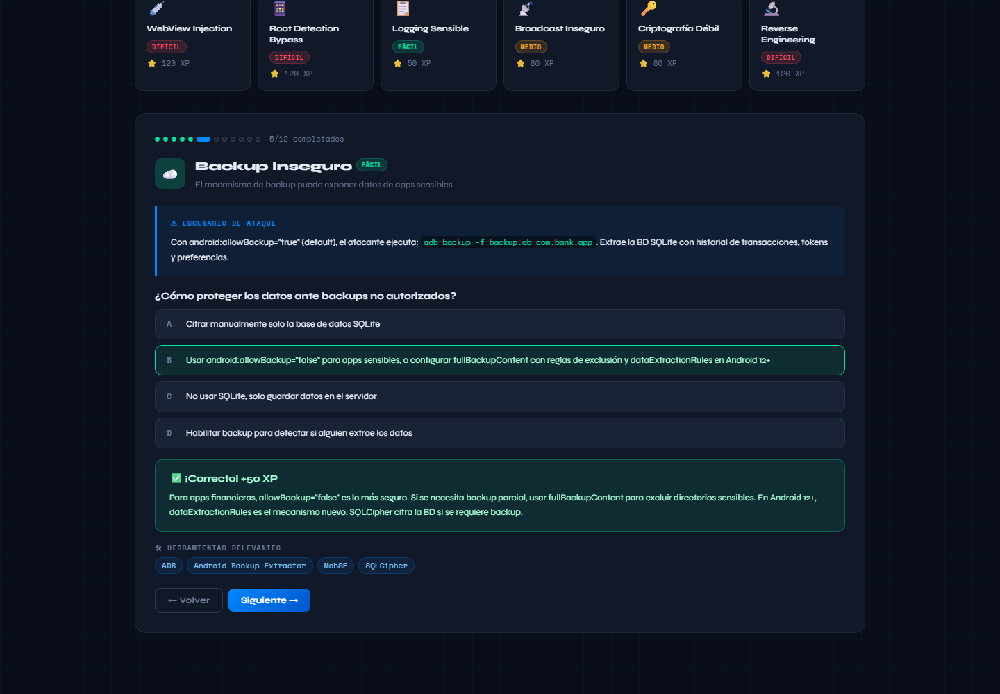 WebView Injection
DIFÍCIL
120 XP
Root Detection
Bypass
DIFÍCIL
120 XP
Logging Sensible
FÁCIL
50 XP
Broadcast Inseguro
MEDIO
80 XP
Criptografía Débil
MEDIO
80 XP
Reverse
Engineering
DIFÍCIL
120 XP
5/12 completados
Backup Inseguro FÁCIL
El mecanismo de backup puede exponer datos de apps sensibles.
⚠ ESCENARIO DE ATAQUE
Con android:allowBackup="true" (default), el atacante ejecuta: adb backup -f backup.ab com.bank.app. Extrae la BD SQLite con historial de transacciones, tokens
y preferencias.
¿Cómo proteger los datos ante backups no autorizados?
A Cifrar manualmente solo la base de datos SQLite
B Usar android:allowBackup="false" para apps sensibles, o configurar fullBackupContent con reglas de exclusión y dataExtractionRules en Android 12+
C No usar SQLite, solo guardar datos en el servidor
D Habilitar backup para detectar si alguien extrae los datos
✅ ¡Correcto! +50 XP
Para apps financieras, allowBackup="false" es lo más seguro. Si se necesita backup parcial, usar fullBackupContent para excluir directorios sensibles. En Android 12+,
dataExtractionRules es el mecanismo nuevo. SQLCipher cifra la BD si se requiere backup.
🛠 HERRAMIENTAS RELEVANTES
ADB Android Backup Extractor MobSF SQLCipher
← Volver Siguiente →